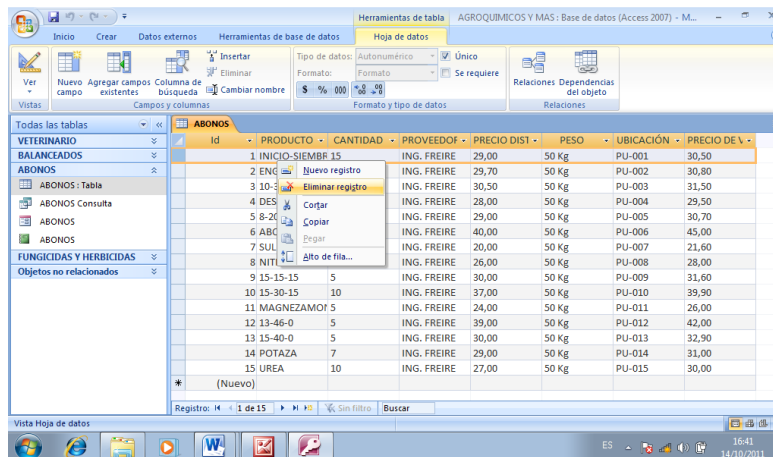 Herramientas de tabla AGROQUIMICOS Y MAS : Base de datos (Access 2007) - M...
Inicio Crear Datos externos Herramientas de base de datos Hoja de datos
Ver
Vistas
Nuevo campo
Agregar campos existentes
Columna de búsqueda
Insertar
Eliminar
Cambiar nombre
Campos y columnas
Tipo de datos: Autonumérico
Formato: Formato
$ % 000
Único
Se requiere
Formato y tipo de datos
Relaciones
Dependencias del objeto
Relaciones
Todas las tablas
VETERINARIO
BALANCEADOS
ABONOS
ABONOS : Tabla
ABONOS Consulta
ABONOS
ABONOS
FUNGICIDAS Y HERBICIDAS
Objetos no relacionados
ABONOS
Id PRODUCTO CANTIDAD PROVEEDOF PRECIO DIST PESO UBICACIÓN PRECIO DE V
1 INICIO-SIEMBR 15 ING. FREIRE 29,00 50 Kg PU-001 30,50
2 ENG ING. FREIRE 29,70 50 Kg PU-002 30,80
3 10-3 ING. FREIRE 30,50 50 Kg PU-003 31,50
4 DES ING. FREIRE 28,00 50 Kg PU-004 29,50
5 8-20 ING. FREIRE 29,00 50 Kg PU-005 30,70
6 ABO ING. FREIRE 40,00 50 Kg PU-006 45,00
7 SUL ING. FREIRE 20,00 50 Kg PU-007 21,60
8 NITI ING. FREIRE 26,00 50 Kg PU-008 28,00
9 15-15-15 5 ING. FREIRE 30,00 50 Kg PU-009 31,60
10 15-30-15 10 ING. FREIRE 37,00 50 Kg PU-010 39,90
11 MAGNEZAMON 5 ING. FREIRE 24,00 50 Kg PU-011 26,00
12 13-46-0 5 ING. FREIRE 39,00 50 Kg PU-012 42,00
13 15-40-0 5 ING. FREIRE 30,00 50 Kg PU-013 32,90
14 POTAZA 7 ING. FREIRE 29,00 50 Kg PU-014 31,00
15 UREA 10 ING. FREIRE 27,00 50 Kg PU-015 30,00
(Nuevo)
Nuevo registro
Eliminar registro
Cortar
Copiar
Pegar
Alto de fila...
Registro: 1 de 15 Sin filtro Buscar
Vista Hoja de datos
ES 16:41
14/10/2011